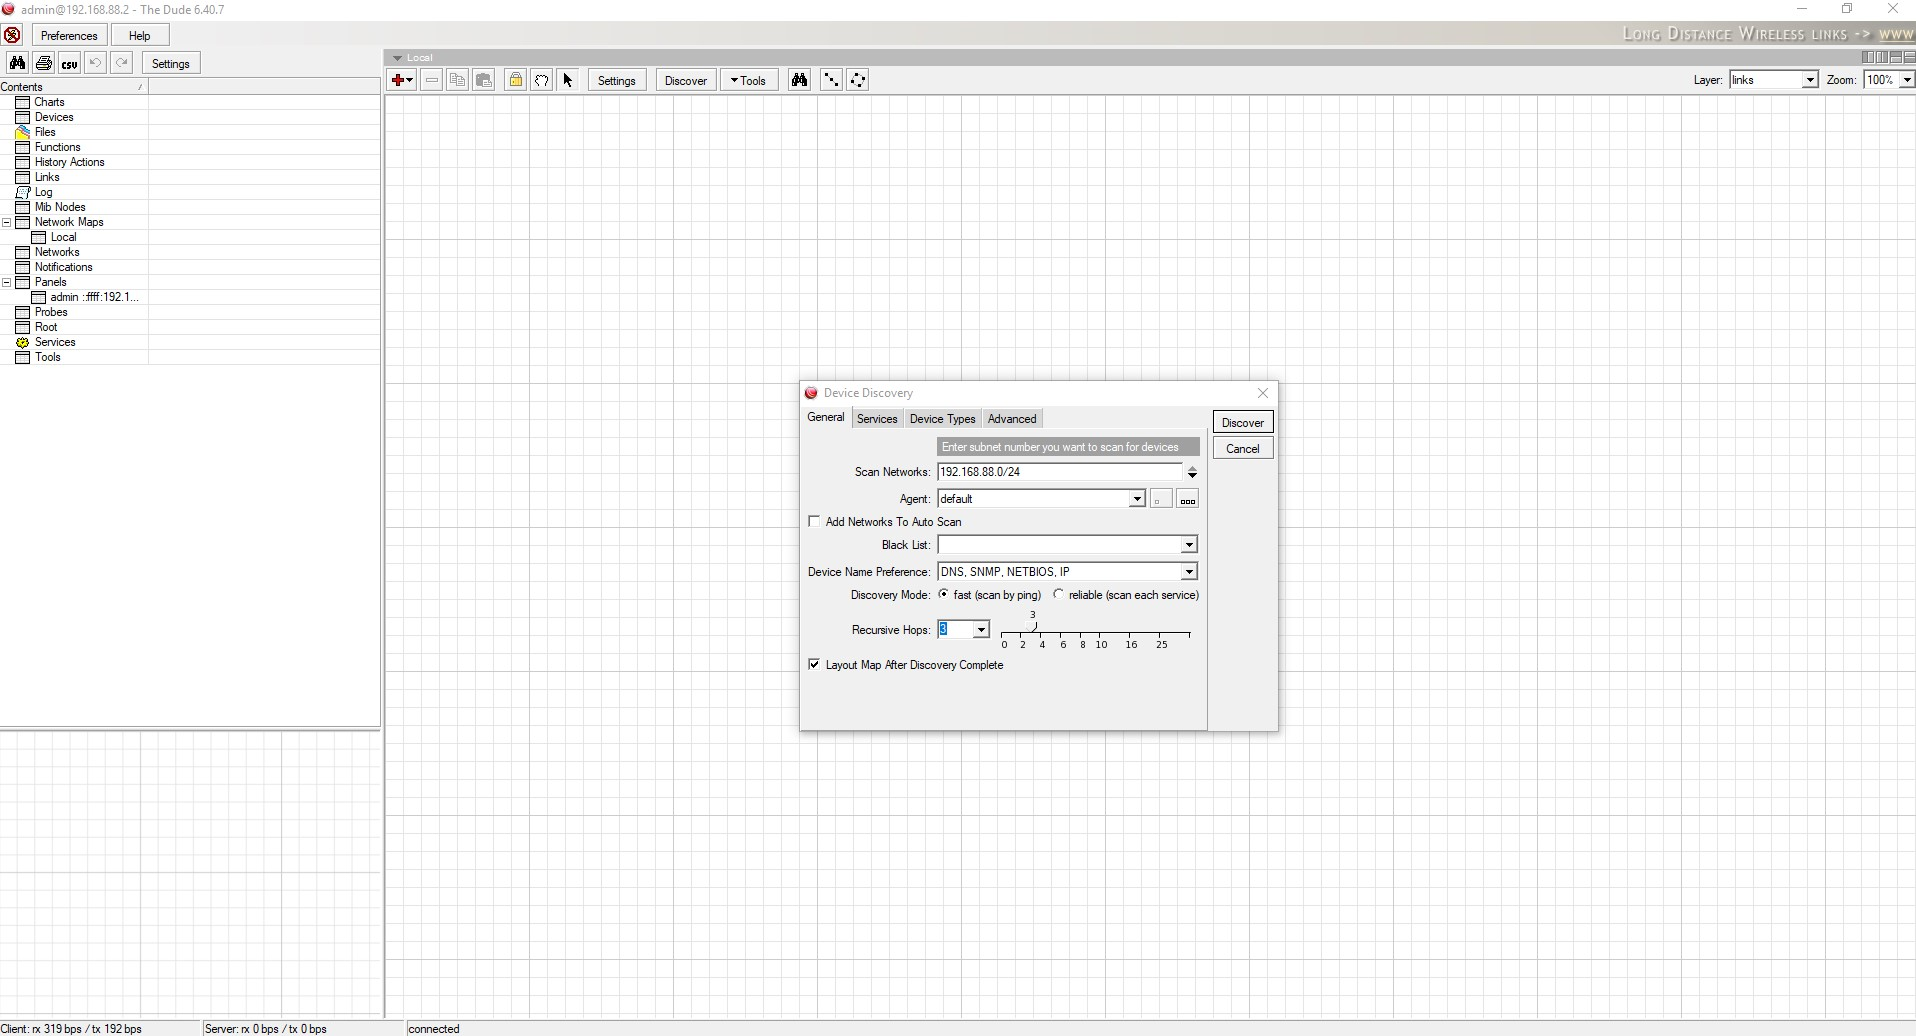 admin@192.168.88.2 - The Dude 6.40.7
Preferences Help
LONG DISTANCE WIRELESS LINKS -> WWW
csv Settings
Contents
Charts
Devices
Files
Functions
History Actions
Links
Log
Mib Nodes
Network Maps
Local
Networks
Notifications
Panels
admin ::ffff:192.1...
Probes
Root
Services
Tools
Local
Settings Discover Tools
Layer: links Zoom: 100%
Device Discovery
General Services Device Types Advanced
Discover
Cancel
Enter subnet number you want to scan for devices
Scan Networks: 192.168.88.0/24
Agent: default
Add Networks To Auto Scan
Black List:
Device Name Preference: DNS, SNMP, NETBIOS, IP
Discovery Mode: fast (scan by ping) reliable (scan each service)
3
Recursive Hops: 3
0 2 4 6 8 10 16 25
Layout Map After Discovery Complete
Client: rx 319 bps / tx 192 bps Server: rx 0 bps / tx 0 bps connected